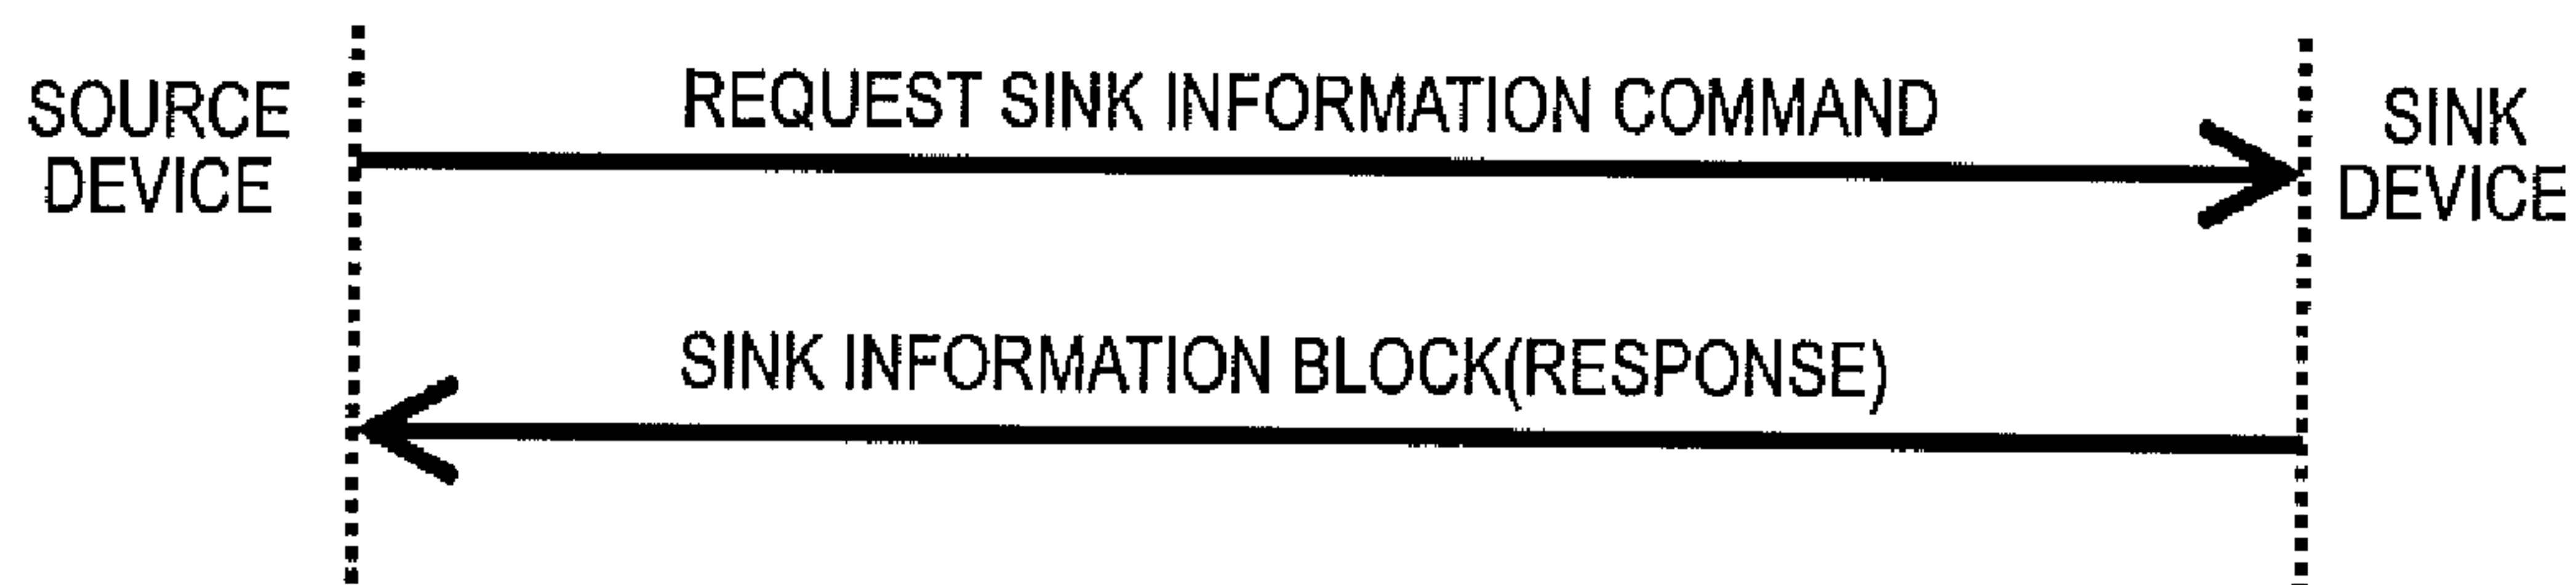 SOURCE
DEVICE
REQUEST SINK INFORMATION COMMAND
SINK
DEVICE
SINK INFORMATION BLOCK(RESPONSE)